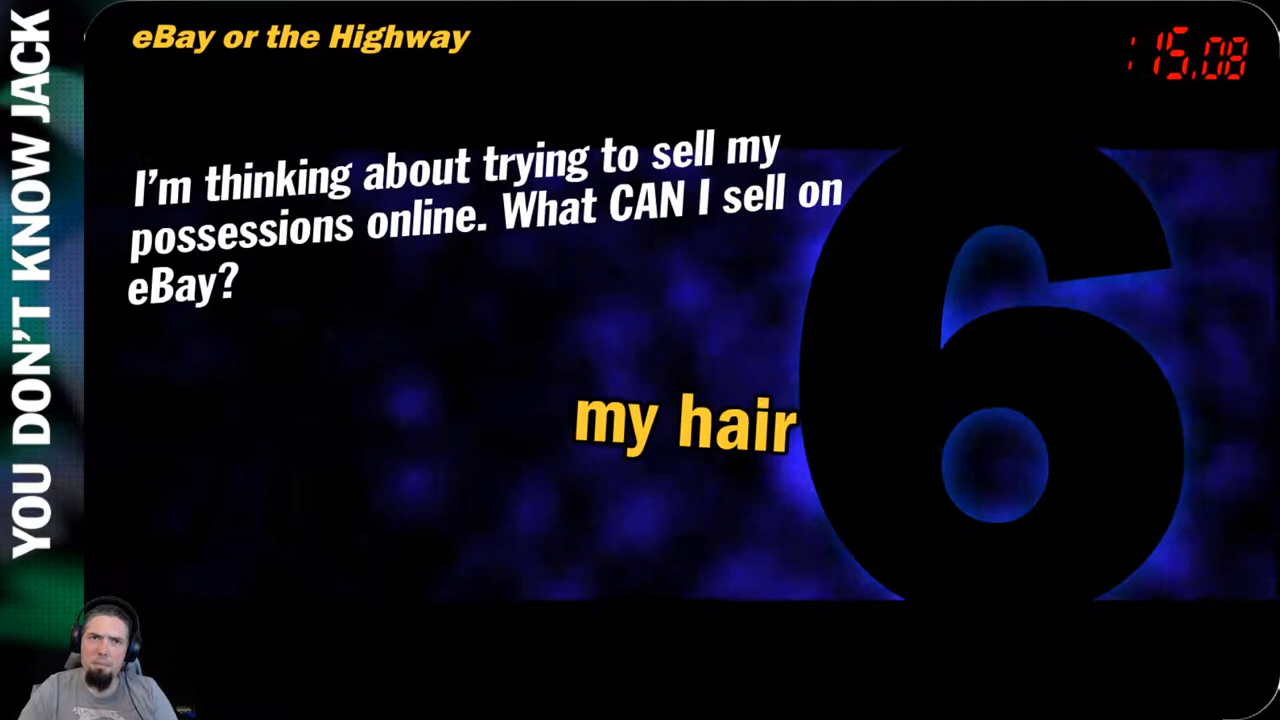 YOU DON'T KNOW JACK
eBay or the Highway
:15.08
I'm thinking about trying to sell my
possessions online. What CAN I sell on
eBay?
my hair
6